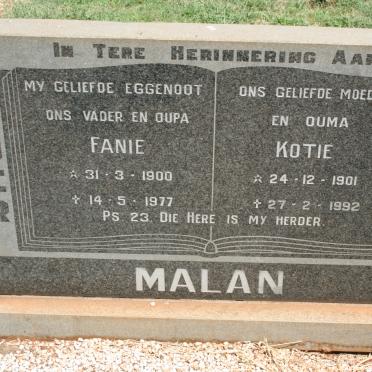 In Tere Herinnering Aan
My geliefde eggenoot
ons vader en oupa
Fanie
☆ 31-3-1900
✝ 14-5-1977
ons geliefde moed
en ouma
Kotie
☆ 24-12-1901
✝ 27-2-1992
Ps 23. Die Here is my herder
MALAN